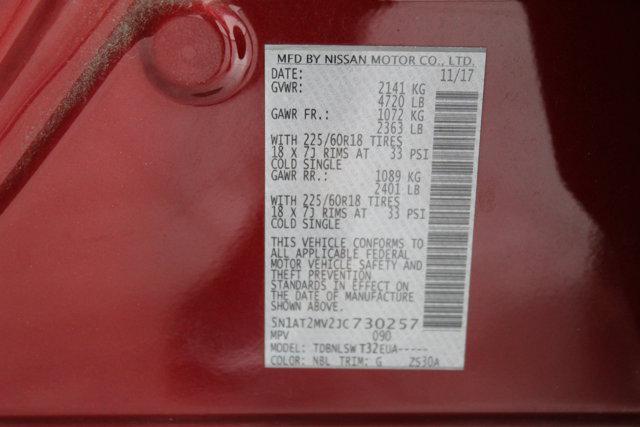 MFD BY NISSAN MOTOR CO., LTD.
DATE: 11/17
GVWR: 2141 KG
4720 LB
GAWR FR.: 1072 KG
2363 LB
WITH 225/60R18 TIRES
18 X 7J RIMS AT 33 PSI
COLD SINGLE
GAWR RR.: 1089 KG
2401 LB
WITH 225/60R18 TIRES
18 X 7J RIMS AT 33 PSI
COLD SINGLE
THIS VEHICLE CONFORMS TO
ALL APPLICABLE FEDERAL
MOTOR VEHICLE SAFETY AND
THEFT PREVENTION
STANDARDS IN EFFECT ON
THE DATE OF MANUFACTURE
SHOWN ABOVE.
5N1AT2MV2JC730257
MPV 090
MODEL: TDBNLSW T32EUA-----
COLOR: NBL TRIM: G ZS30A